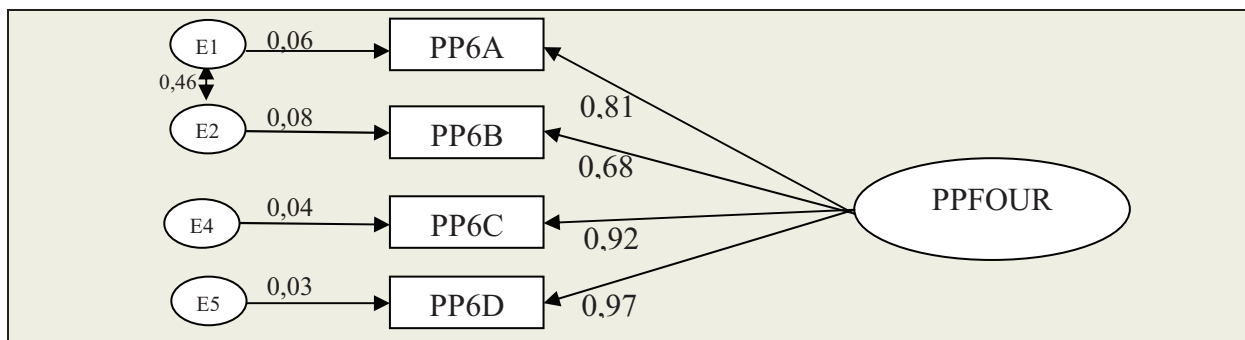 E1
0,06
PP6A
0,46
0,81
E2
0,08
PP6B
0,68
PPFOUR
E4
0,04
PP6C
0,92
E5
0,03
PP6D
0,97